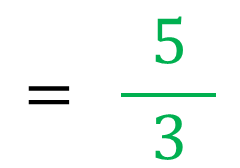 = 5/3